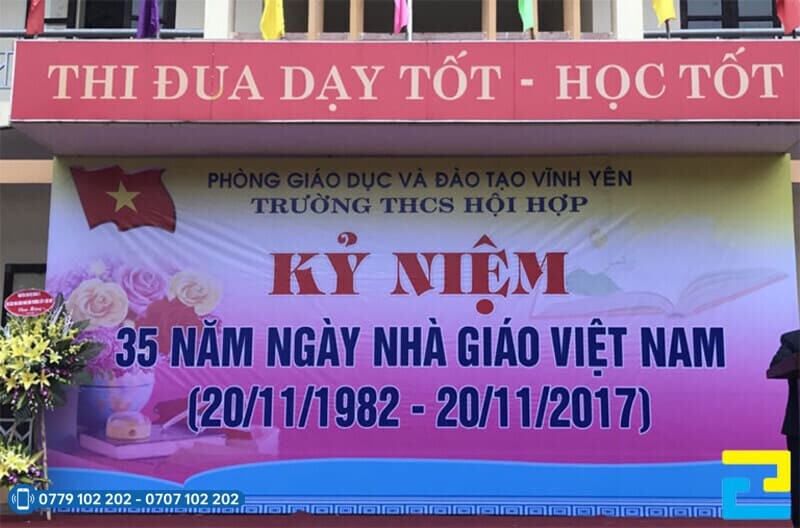 THI ĐUA DẠY TỐT - HỌC TỐT
PHÒNG GIÁO DỤC VÀ ĐÀO TẠO VĨNH YÊN
TRƯỜNG THCS HỘI HỢP
KỶ NIỆM
35 NĂM NGÀY NHÀ GIÁO VIỆT NAM
(20/11/1982 - 20/11/2017)
0779 102 202 - 0707 102 202